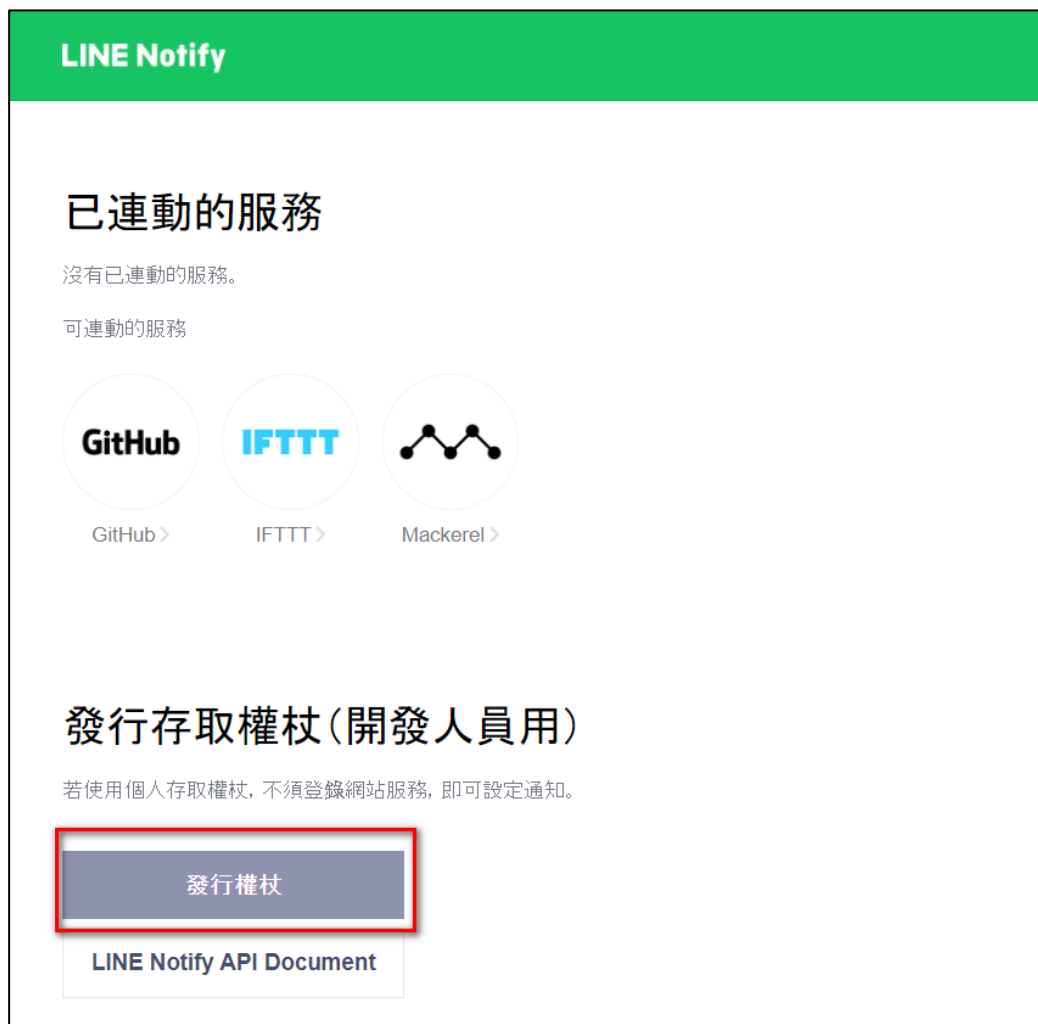 LINE Notify
已連動的服務
沒有已連動的服務。
可連動的服務
GitHub IFTTT
GitHub IFTTT Mackerel
發行存取權杖(開發人員用)
若使用個人存取權杖, 不須登錄網站服務, 即可設定通知。
發行權杖
LINE Notify API Document